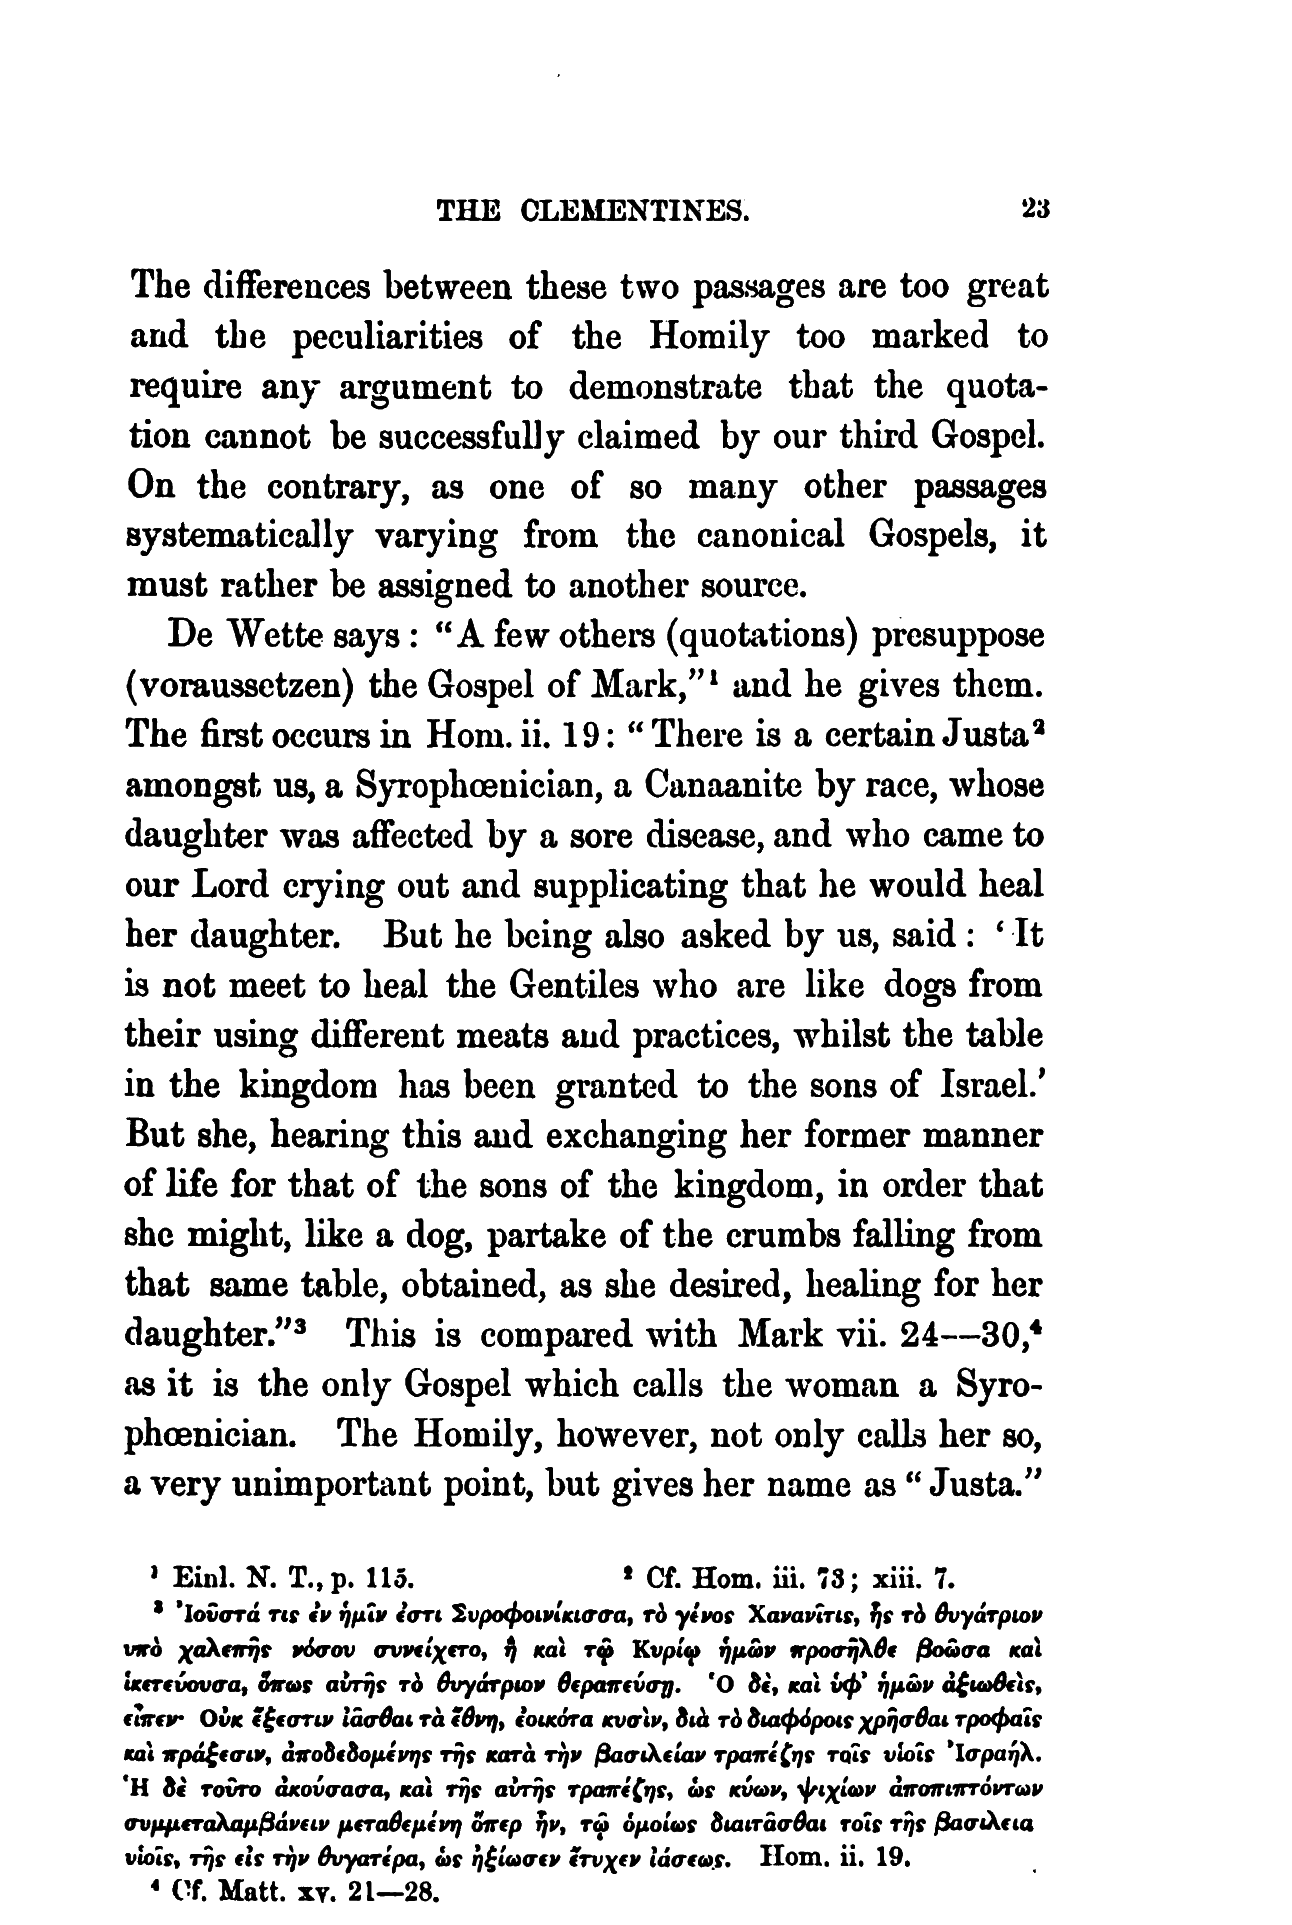 THE CLEMENTINES. 23
The differences between these two passages are too great
and the peculiarities of the Homily too marked to
require any argument to demonstrate that the quota-
tion cannot be successfully claimed by our third Gospel.
On the contrary, as one of so many other passages
systematically varying from the canonical Gospels, it
must rather be assigned to another source.
De Wette says : “A few others (quotations) presuppose
(voraussetzen) the Gospel of Mark,”¹ and he gives them.
The first occurs in Hom. ii. 19 : “There is a certain Justa²
amongst us, a Syrophœnician, a Canaanite by race, whose
daughter was affected by a sore disease, and who came to
our Lord crying out and supplicating that he would heal
her daughter. But he being also asked by us, said : ‘It
is not meet to heal the Gentiles who are like dogs from
their using different meats and practices, whilst the table
in the kingdom has been granted to the sons of Israel.’
But she, hearing this and exchanging her former manner
of life for that of the sons of the kingdom, in order that
she might, like a dog, partake of the crumbs falling from
that same table, obtained, as she desired, healing for her
daughter.”³ This is compared with Mark vii. 24—30,⁴
as it is the only Gospel which calls the woman a Syro-
phœnician. The Homily, however, not only calls her so,
a very unimportant point, but gives her name as “Justa.”
¹ Einl. N. T., p. 115. ² Cf. Hom. iii. 73; xiii. 7.
³ Ἰοῦστά τις ἐν ἡμῖν ἐστι Συροφοινίκισσα, τὸ γένος Χανανῖτις, ἧς τὸ θυγάτριον
ὑπὸ χαλεπῆς νόσου συνείχετο, ἣ καὶ τῷ Κυρίῳ ἡμῶν προσῆλθε βοῶσα καὶ
ἱκετεύουσα, ὅπως αὐτῆς τὸ θυγάτριον θεραπεύσῃ. Ὁ δὲ, καὶ ὑφ’ ἡμῶν ἀξιωθεὶς,
εἶπεν· Οὐκ ἔξεστιν ἰᾶσθαι τὰ ἔθνη, ἐοικότα κυσὶν, διὰ τὸ διαφόροις χρῆσθαι τροφαῖς
καὶ πράξεσιν, ἀποδεδομένης τῆς κατὰ τὴν βασιλείαν τραπέζης τοῖς υἱοῖς Ἰσραήλ.
Ἡ δὲ τοῦτο ἀκούσασα, καὶ τῆς αὐτῆς τραπέζης, ὡς κύων, ψιχίων ἀποπιπτόντων
συμμεταλαμβάνειν μεταθεμένη ὅπερ ἦν, τῷ ὁμοίως διαιτᾶσθαι τοῖς τῆς βασιλεια
υἱοῖς, τῆς εἰς τὴν θυγατέρα, ὡς ἠξίωσεν ἔτυχεν ἰάσεως. Hom. ii. 19.
⁴ Cf. Matt. xv. 21—28.